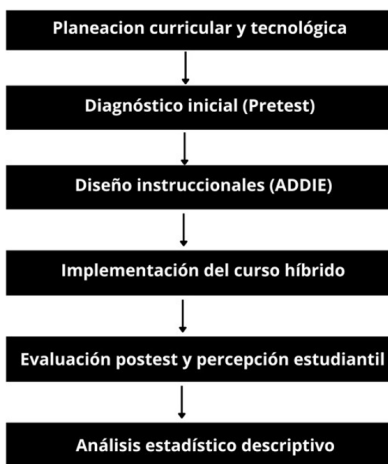 Planeacion curricular y tecnológica
Diagnóstico inicial (Pretest)
Diseño instruccionales (ADDIE)
Implementación del curso híbrido
Evaluación postest y percepción estudiantil
Análisis estadístico descriptivo